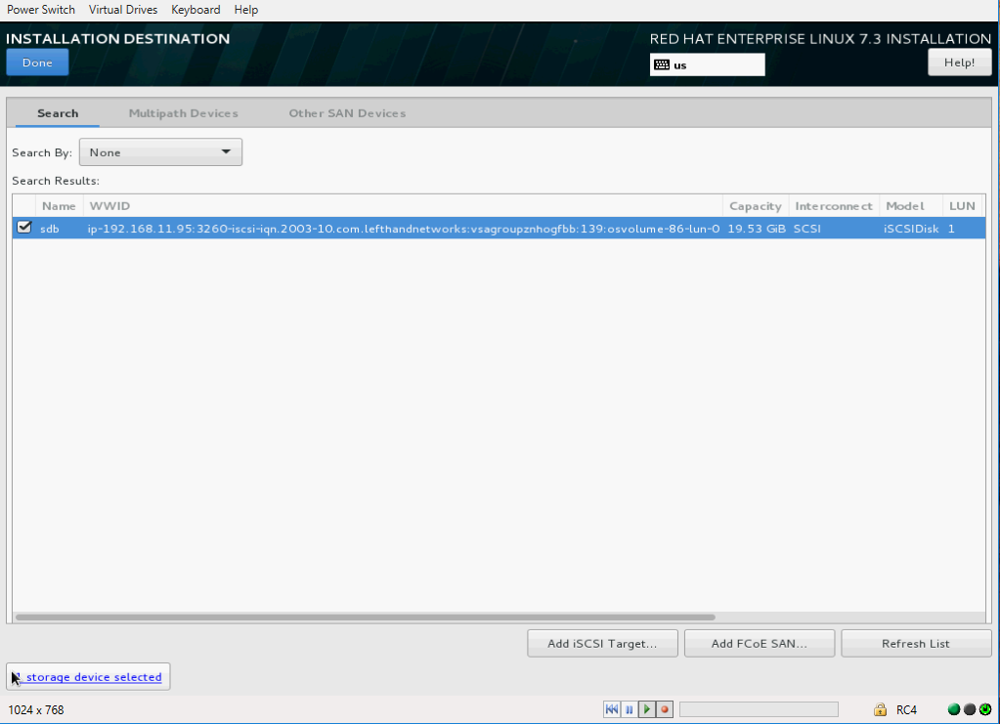 Power Switch Virtual Drives Keyboard Help
INSTALLATION DESTINATION
RED HAT ENTERPRISE LINUX 7.3 INSTALLATION
Done
us
Help!
Search Multipath Devices Other SAN Devices
Search By: None
Search Results:
Name WWID Capacity Interconnect Model LUN
sdb ip-192.168.11.95:3260-iscsi-iqn.2003-10.com.lefthandnetworks:vsagroupznhogfbb:139:osvolume-86-lun-0 19.53 GiB SCSI iSCSIDisk 1
Add iSCSI Target... Add FCoE SAN... Refresh List
storage device selected
1024 x 768 RC4